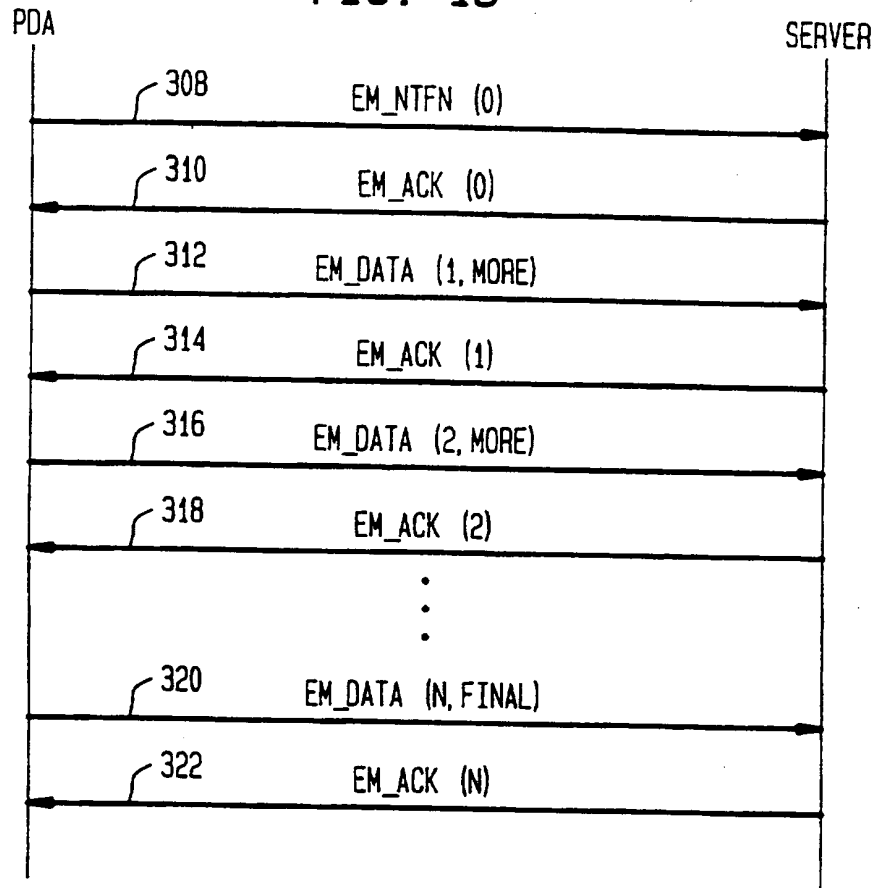 PDA
SERVER
308
EM_NTFN (0)
310
EM_ACK (0)
312
EM_DATA (1, MORE)
314
EM_ACK (1)
316
EM_DATA (2, MORE)
318
EM_ACK (2)
320
EM_DATA (N, FINAL)
322
EM_ACK (N)